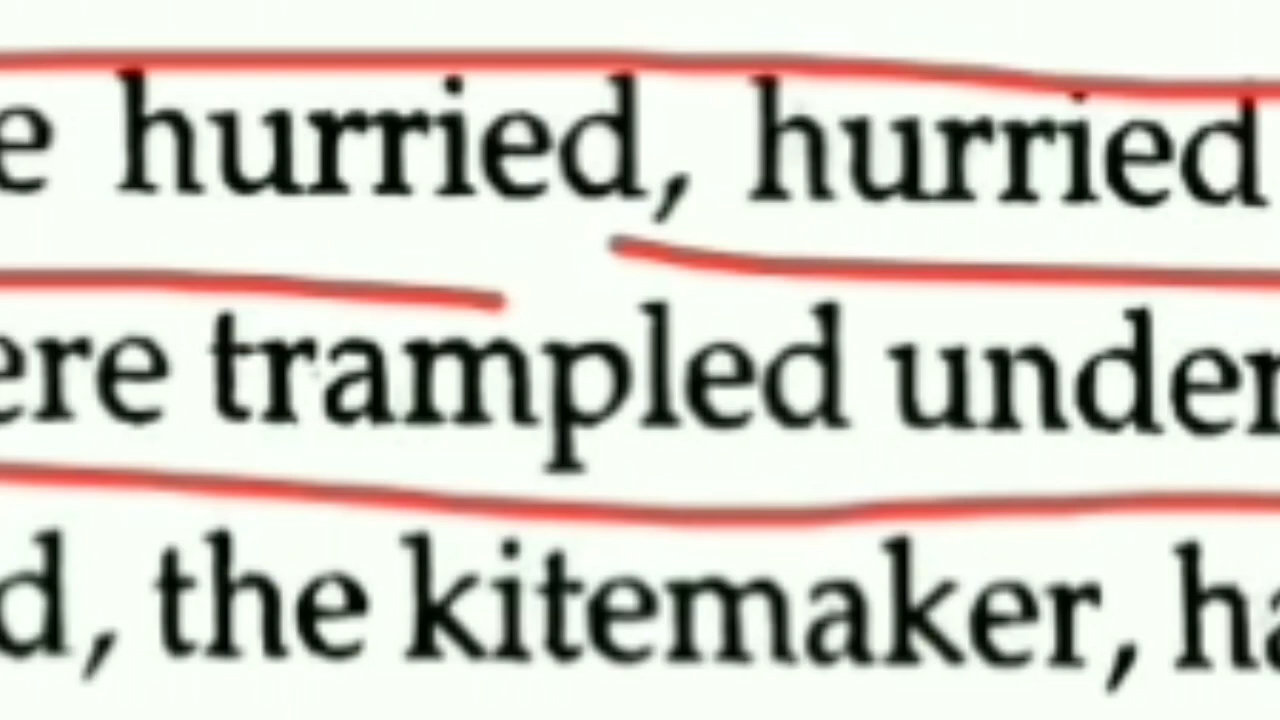 e hurried, hurried
ere trampled under
d, the kitemaker, ha